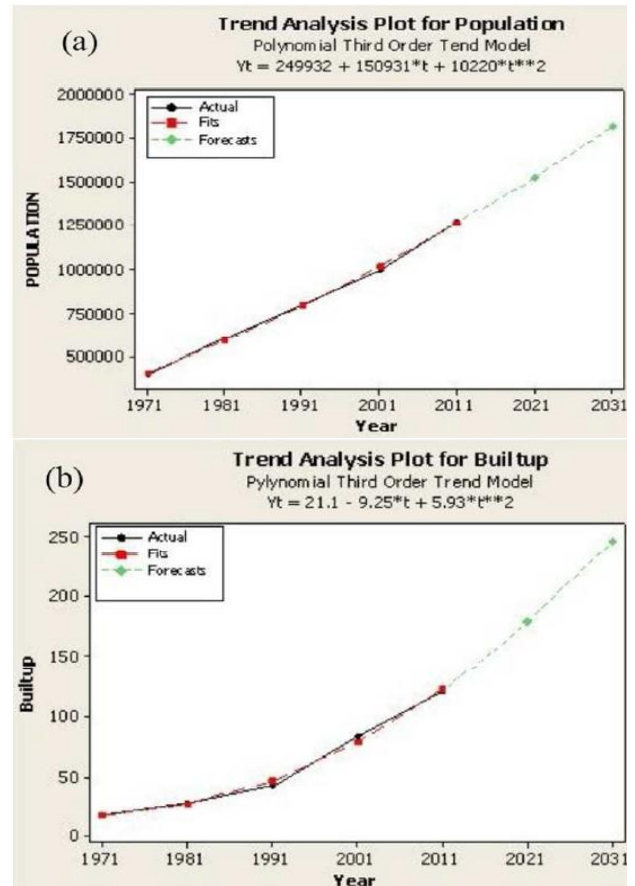 (a)
Trend Analysis Plot for Population
Polynomial Third Order Tend Model
Yt = 249932 + 150931*t + 10220*t**2
Actual
Fits
Forecasts
2000000
1750000
1500000
1250000
1000000
750000
500000
POPULATION
1971 1981 1991 2001 2011 2021 2031
Year
(b)
Trend Analysis Plot for Builtup
Pylynomial Third Order Trend Model
Yt = 21.1 - 9.25*t + 5.93*t**2
Actual
Fits
Forecasts
250
200
150
100
50
0
Builtup
1971 1981 1991 2001 2011 2021 2031
Year